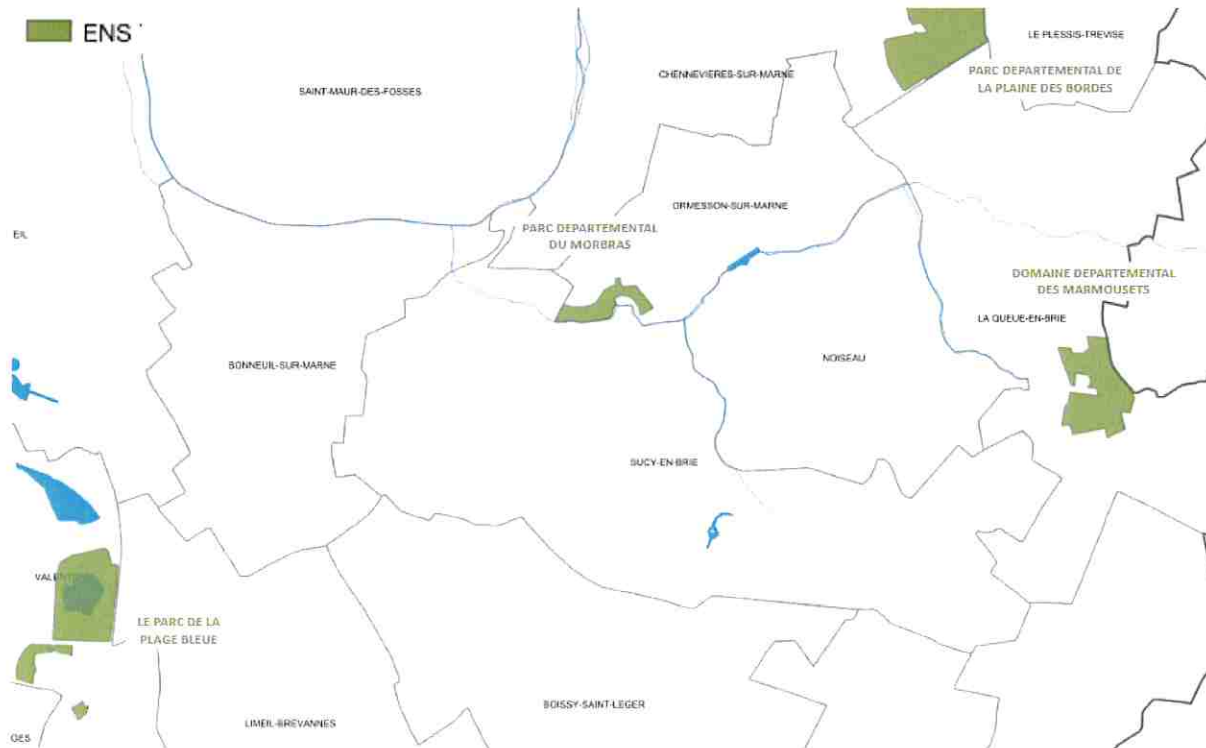 ENS
LE PLESSIS-TREVISE
CHENNEVIERES-SUR-MARNE
PARC DEPARTEMENTAL DE
LA PLAINE DES BORDES
SAINT-MAUR-DES-FOSSES
ORMESSON-SUR-MARNE
PARC DEPARTEMENTAL
DU MORBRAS
EIL
DOMAINE DEPARTEMENTAL
DES MARMOUSETS
LA QUEUE-EN-BRIE
BONNEUIL-SUR-MARNE
NOISEAU
SUCY-EN-BRIE
LE PARC DE LA
PLAGE BLEUE
BOISSY-SAINT-LEGER
LIMEIL-BREVANNES
GES